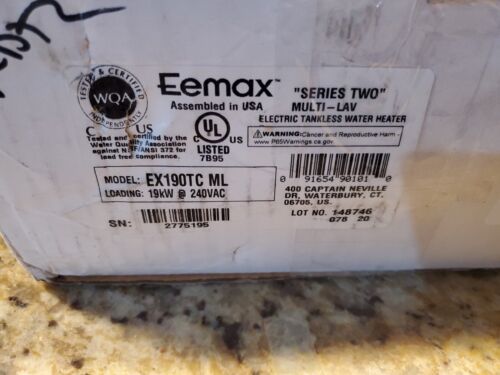 TESTED & CERTIFIED
WQA
INDEPENDENTLY
C US
Tested and certified by the
Water Quality Association
against NSF/ANSI 372 for
lead free compliance.
Eemax™
Assembled in USA
C UL US
LISTED
7B95
"SERIES TWO"
MULTI-LAV
ELECTRIC TANKLESS WATER HEATER
WARNING: Cancer and Reproductive Harm -
www.P65Warnings.ca.gov.
MODEL: EX190TC ML
LOADING: 19kW @ 240VAC
SN: 2775195
0 91654 90101 0
400 CAPTAIN NEVILLE
DR, WATERBURY, CT.
06705, US.
LOT NO. 148746
076 20